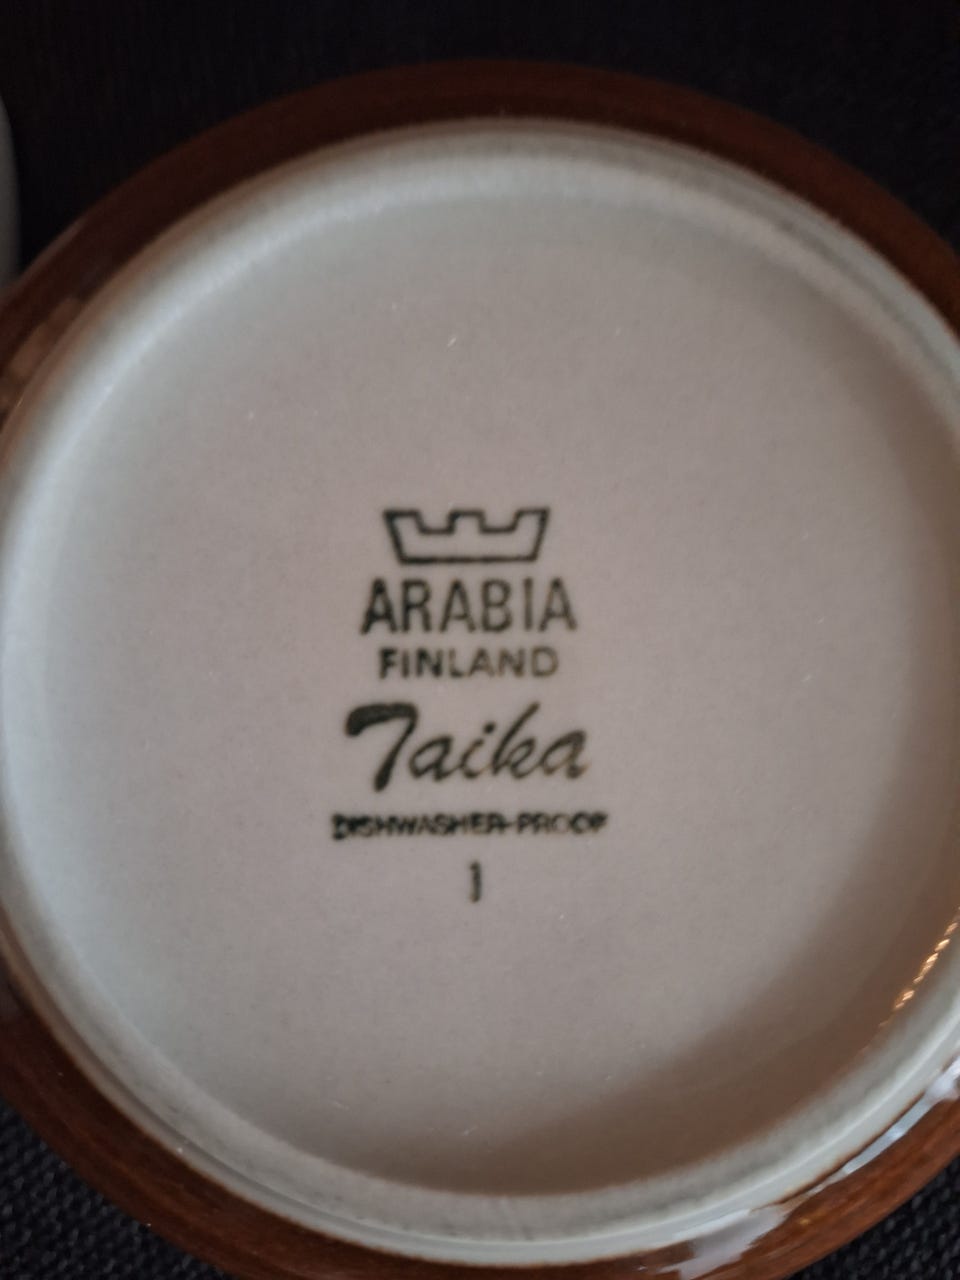 ARABIA
FINLAND
Taika
DISHWASHER-PROOF
1